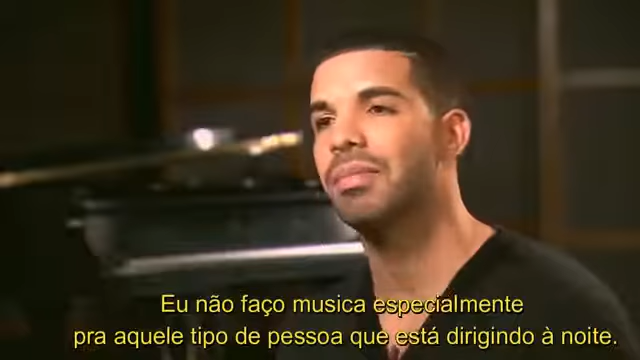 Eu não faço musica especialmente
pra aquele tipo de pessoa que está dirigindo à noite.